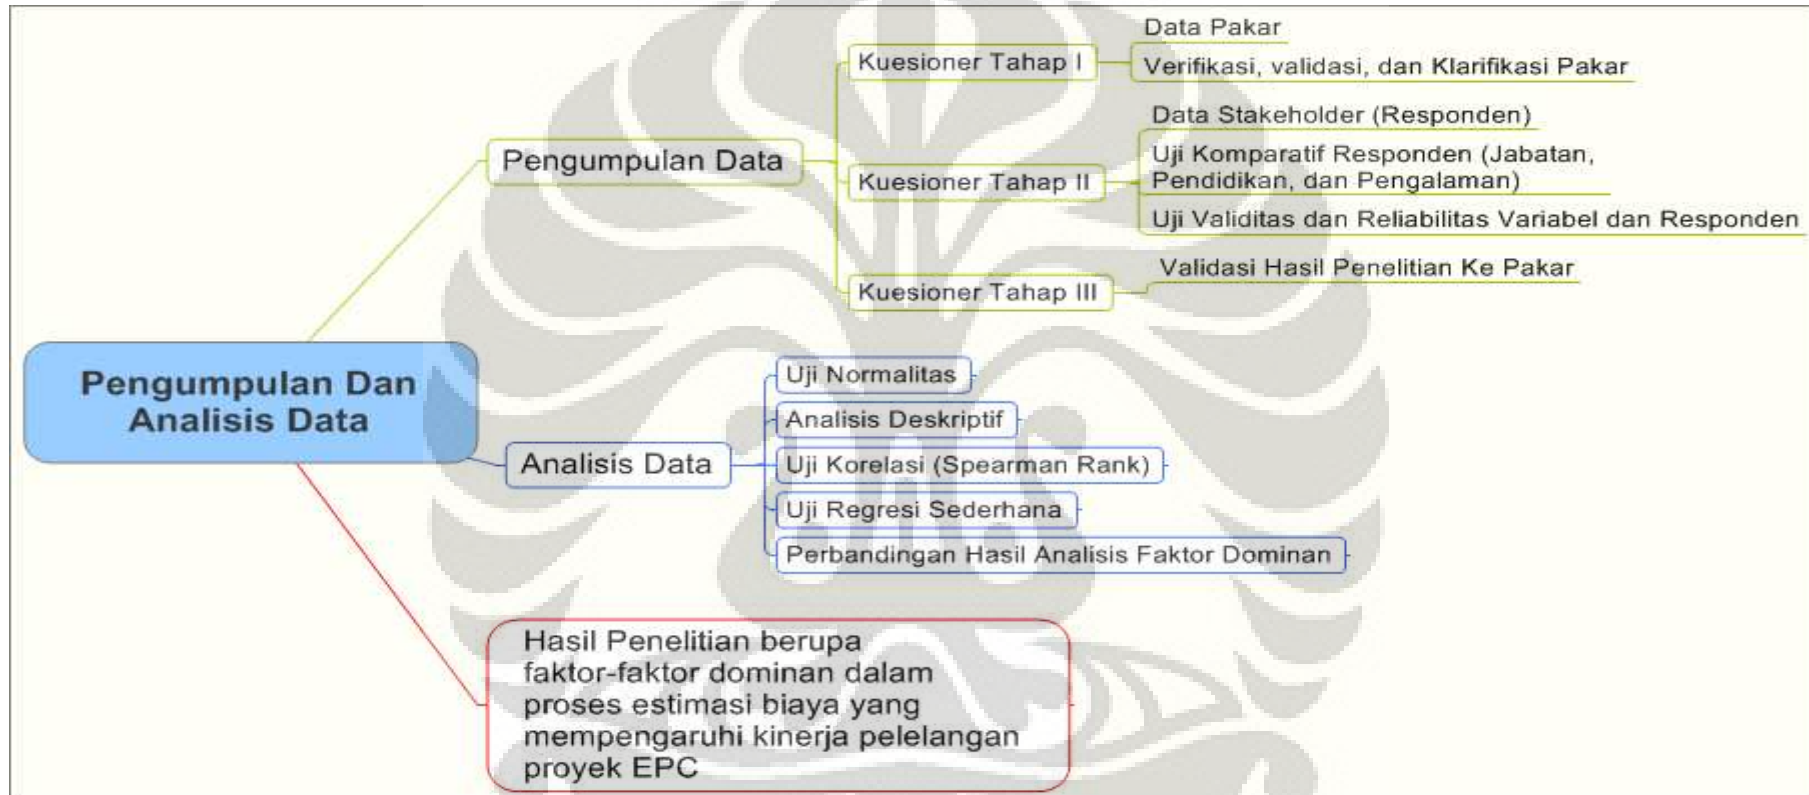 Data Pakar
Kuesioner Tahap I
Verifikasi, validasi, dan Klarifikasi Pakar
Data Stakeholder (Responden)
Pengumpulan Data
Uji Komparatif Responden (Jabatan,
Pendidikan, dan Pengalaman)
Kuesioner Tahap II
Uji Validitas dan Reliabilitas Variabel dan Responden
Validasi Hasil Penelitian Ke Pakar
Kuesioner Tahap III
Pengumpulan Dan
Analisis Data
Uji Normalitas
Analisis Deskriptif
Analisis Data
Uji Korelasi (Spearman Rank)
Uji Regresi Sederhana
Perbandingan Hasil Analisis Faktor Dominan
Hasil Penelitian berupa
faktor-faktor dominan dalam
proses estimasi biaya yang
mempengaruhi kinerja pelelangan
proyek EPC